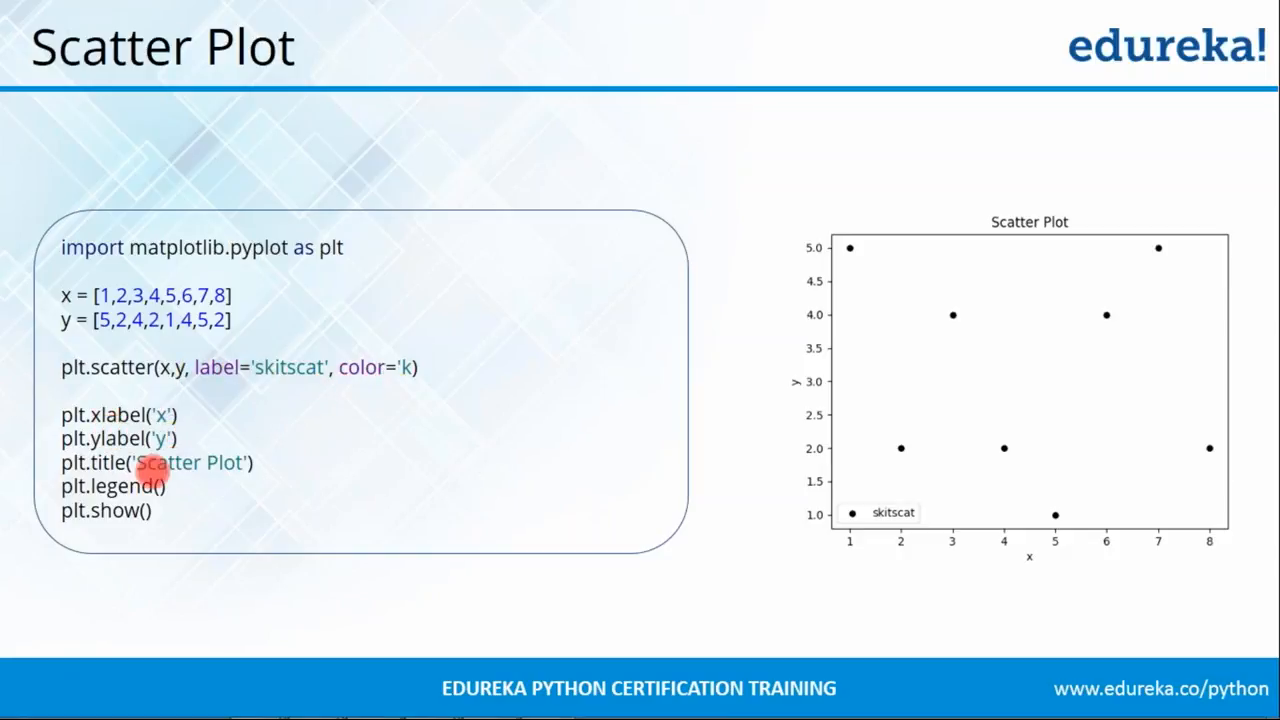 Scatter Plot
edureka!
import matplotlib.pyplot as plt
x = [1,2,3,4,5,6,7,8]
y = [5,2,4,2,1,4,5,2]
plt.scatter(x,y, label='skitscat', color='k)
plt.xlabel('x')
plt.ylabel('y')
plt.title('Scatter Plot')
plt.legend()
plt.show()
Scatter Plot
5.0
4.5
4.0
3.5
3.0
2.5
2.0
1.5
1.0
y
skitscat
1 2 3 4 5 6 7 8
x
EDUREKA PYTHON CERTIFICATION TRAINING
www.edureka.co/python